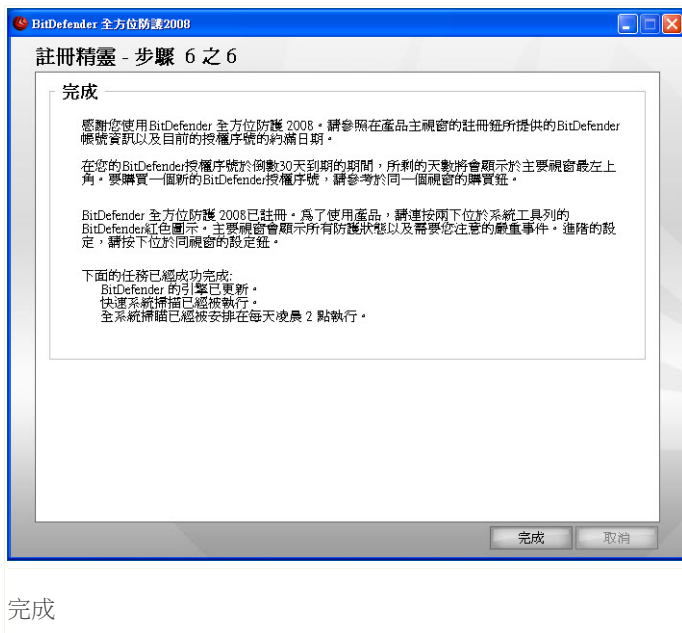 BitDefender 全方位防護2008
註冊精靈 - 步驟 6 之 6
完成
感謝您使用BitDefender 全方位防護 2008。請參照在產品主視窗的註冊鈕所提供的BitDefender
帳號資訊以及目前的授權序號的約滿日期。
在您的BitDefender授權序號於倒數30天到期的期間，所剩的天數將會顯示於主要視窗最左上
角。要購買一個新的BitDefender授權序號，請參考於同一個視窗的購買鈕。
BitDefender 全方位防護 2008已註冊。為了使用產品，請連按兩下位於系統工具列的
BitDefender紅色圖示。主要視窗會顯示所有防護狀態以及需要您注意的嚴重事件。進階的設
定，請按下位於同視窗的設定鈕。
下面的任務已經成功完成:
BitDefender 的引擎已更新。
快速系統掃描已經被執行。
全系統掃瞄已經被安排在每天凌晨 2 點執行。
完成
取消
完成